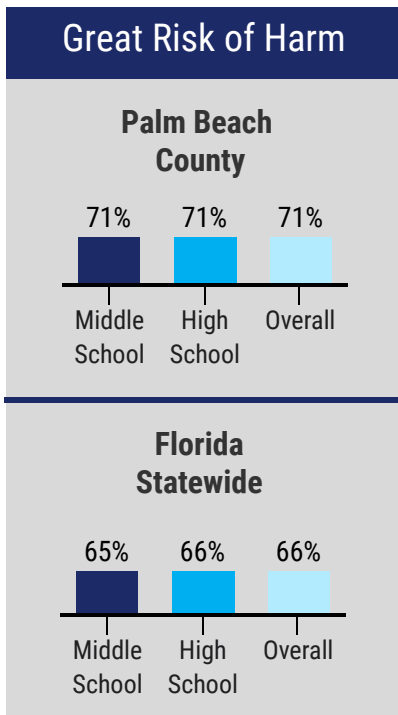 Great Risk of Harm
Palm Beach
County
71% 71% 71%
Middle High Overall
School School
Florida
Statewide
65% 66% 66%
Middle High Overall
School School